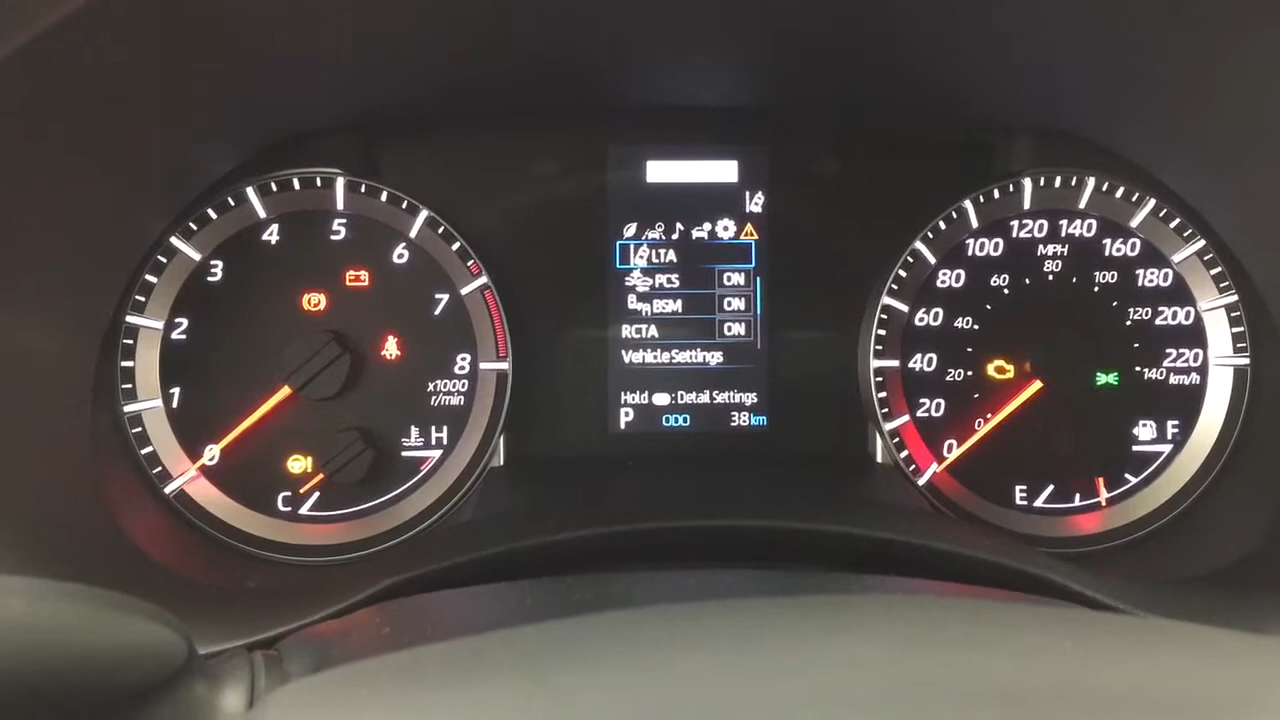 0
1
2
3
4
5
6
7
8
x1000
r/min
P
C
H
LTA
PCS ON
BSM ON
RCTA ON
Vehicle Settings
Hold : Detail Settings
P ODO 38 km
0
20
40
60
80
100
120
140
160
180
200
220
km/h
MPH
0
20
40
60
80
100
120
140
E
F